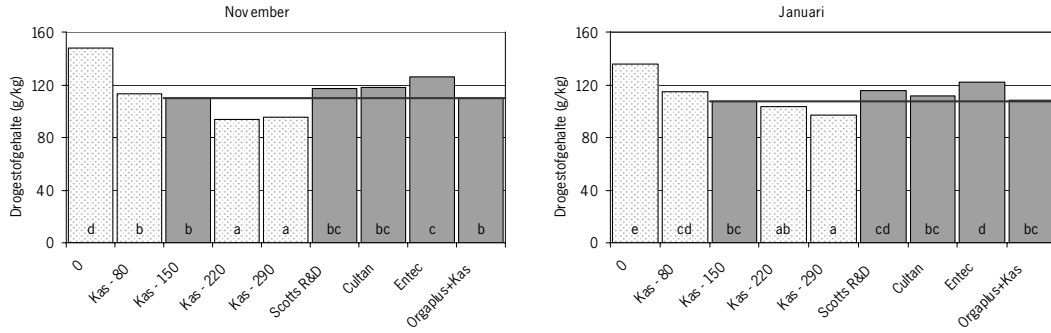 November
Drogestofgehalte (g/kg)
160
120
80
40
0
d b b a a bc bc c b
0
Kas - 80
Kas - 150
Kas - 220
Kas - 290
Scotts R&D
Cultan
Entec
Orgaplus+Kas
Januari
Drogestofgehalte (g/kg)
160
120
80
40
0
e cd bc ab a cd bc d bc
0
Kas - 80
Kas - 150
Kas - 220
Kas - 290
Scotts R&D
Cultan
Entec
Orgaplus+Kas